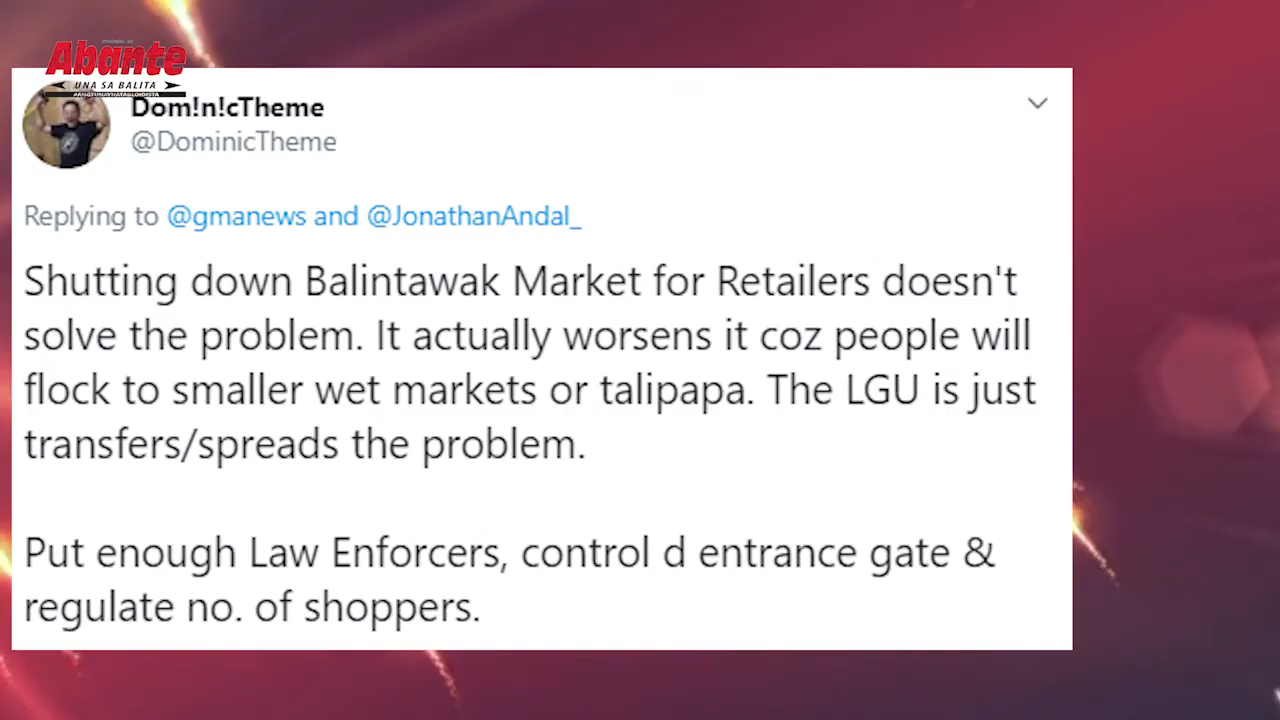 Abante
UNA SA BALITA
Dom!n!cTheme
@DominicTheme
Replying to @gmanews and @JonathanAndal_
Shutting down Balintawak Market for Retailers doesn't
solve the problem. It actually worsens it coz people will
flock to smaller wet markets or talipapa. The LGU is just
transfers/spreads the problem.
Put enough Law Enforcers, control d entrance gate &
regulate no. of shoppers.